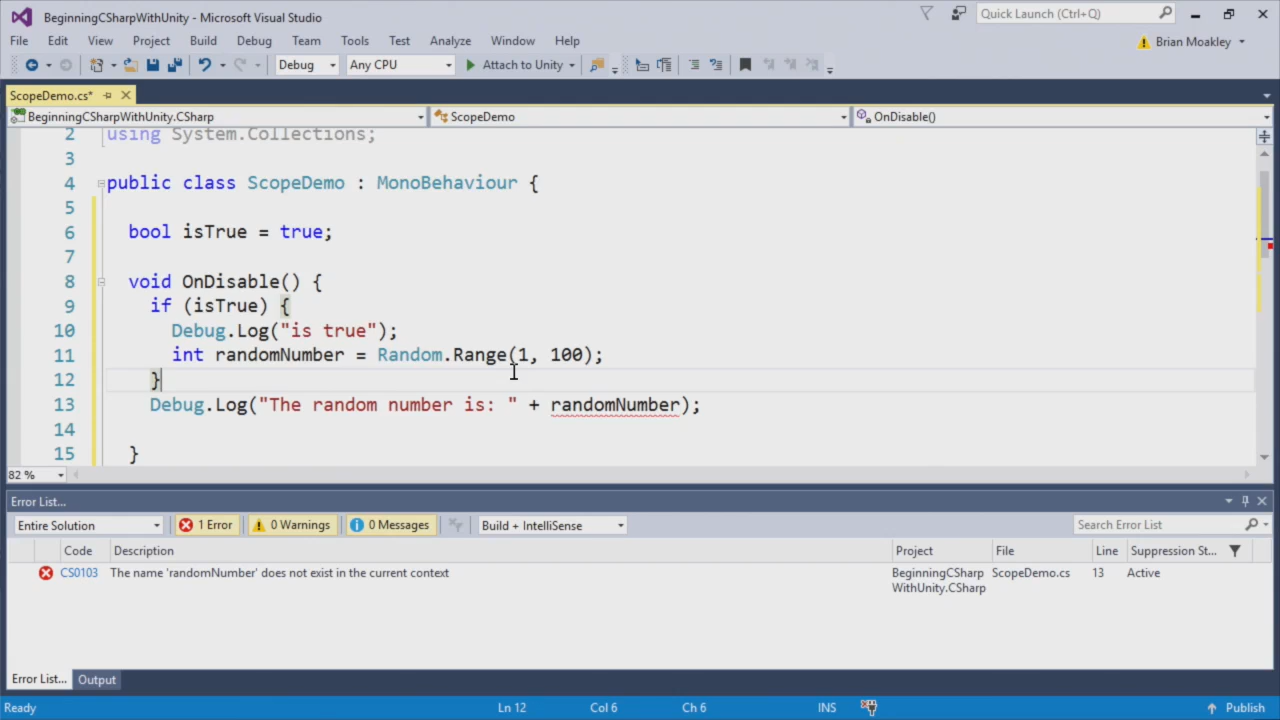 BeginningCSharpWithUnity - Microsoft Visual Studio
Quick Launch (Ctrl+Q)
File Edit View Project Build Debug Team Tools Test Analyze Window Help
Brian Moakley
Debug Any CPU Attach to Unity
ScopeDemo.cs*
BeginningCSharpWithUnity.CSharp ScopeDemo OnDisable()
2 using System.Collections;
3
4 public class ScopeDemo : MonoBehaviour {
5
6 bool isTrue = true;
7
8 void OnDisable() {
9 if (isTrue) {
10 Debug.Log("is true");
11 int randomNumber = Random.Range(1, 100);
12 }
13 Debug.Log("The random number is: " + randomNumber);
14
15 }
82 %
Error List...
Entire Solution 1 Error 0 Warnings 0 Messages Build + IntelliSense Search Error List
Code Description Project File Line Suppression St...
CS0103 The name 'randomNumber' does not exist in the current context BeginningCSharp ScopeDemo.cs 13 Active
WithUnity.CSharp
Error List... Output
Ready Ln 12 Col 6 Ch 6 INS Publish